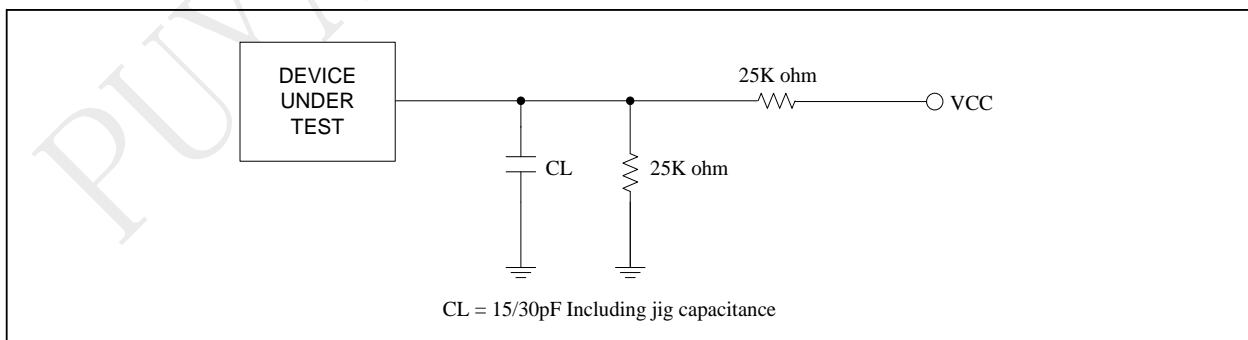 DEVICE
UNDER
TEST
25K ohm
VCC
CL
25K ohm
CL = 15/30pF Including jig capacitance